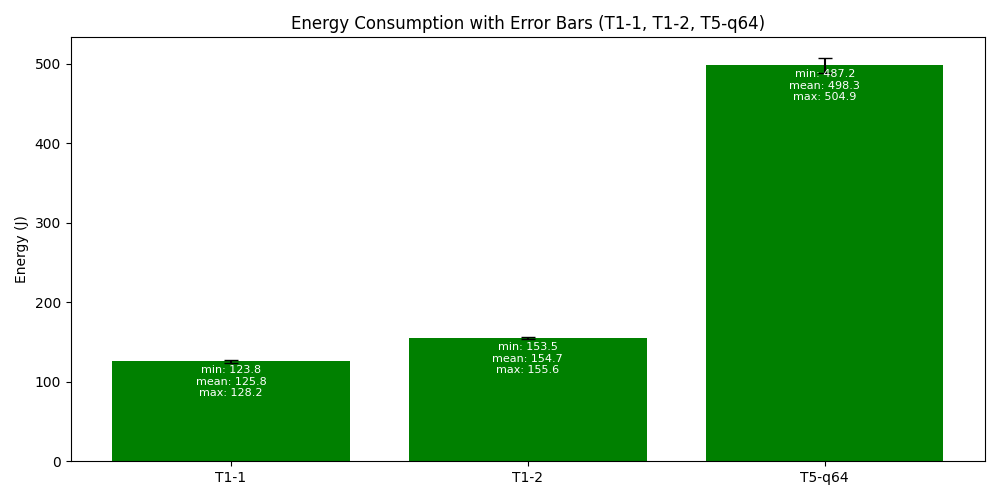 Energy Consumption with Error Bars (T1-1, T1-2, T5-q64)
Energy (J)
500
400
300
200
100
0
min: 123.8
mean: 125.8
max: 128.2
min: 153.5
mean: 154.7
max: 155.6
min: 487.2
mean: 498.3
max: 504.9
T1-1
T1-2
T5-q64